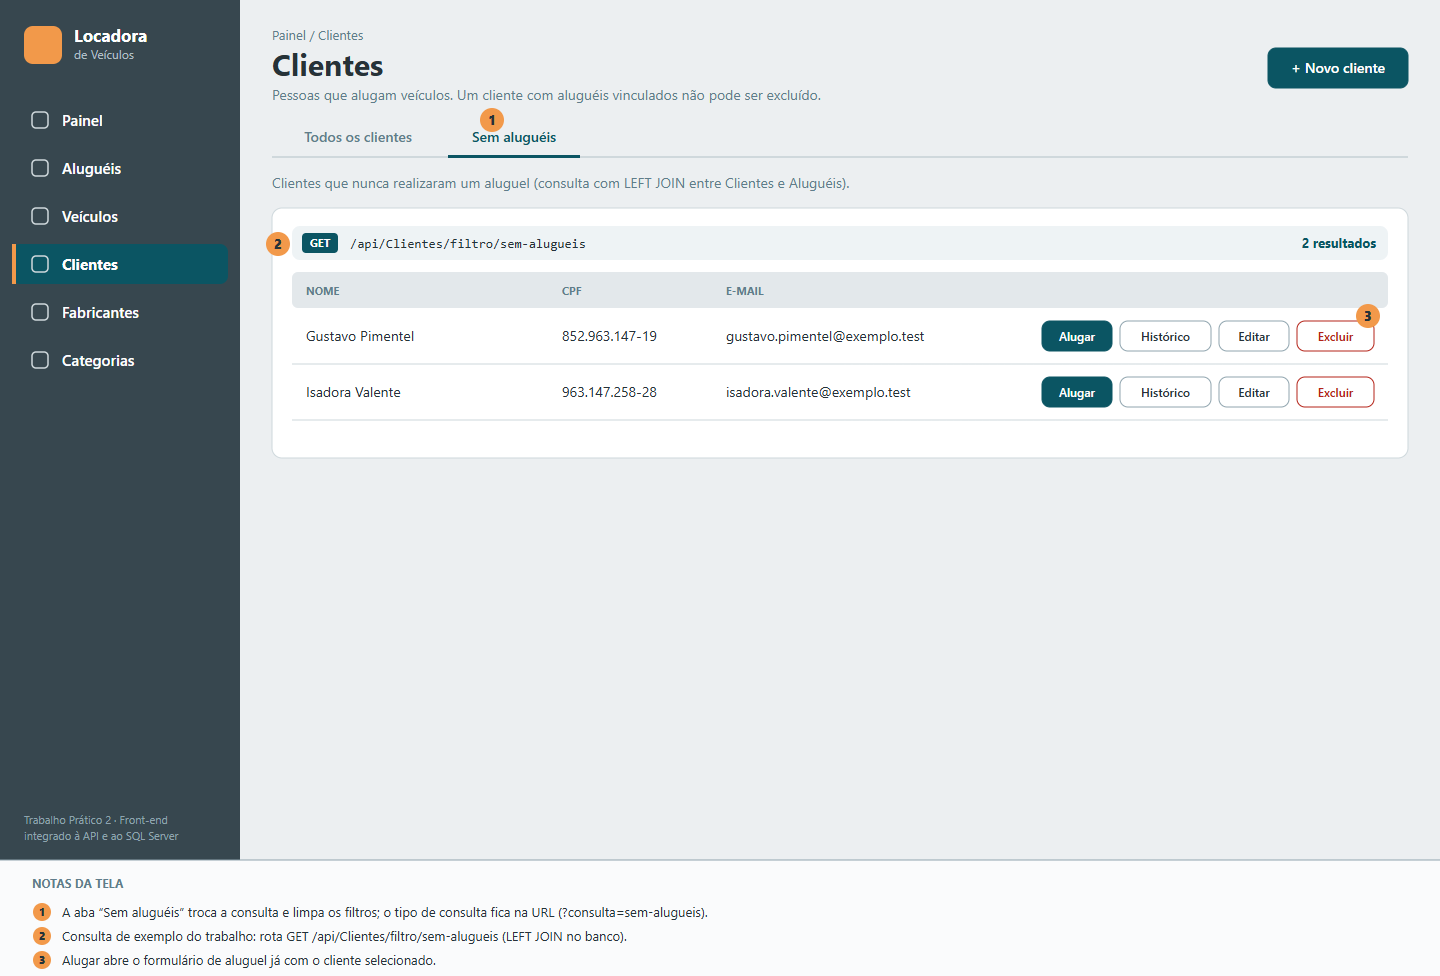 Locadora
de Veículos
Painel
Aluguéis
Veículos
Clientes
Fabricantes
Categorias
Trabalho Prático 2 · Front-end
integrado à API e ao SQL Server
Painel / Clientes
Clientes
Pessoas que alugam veículos. Um cliente com aluguéis vinculados não pode ser excluído.
+ Novo cliente
1
Todos os clientes
Sem aluguéis
Clientes que nunca realizaram um aluguel (consulta com LEFT JOIN entre Clientes e Aluguéis).
2 GET /api/Clientes/filtro/sem-alugueis 2 resultados
NOME CPF E-MAIL
3
Gustavo Pimentel 852.963.147-19 gustavo.pimentel@exemplo.test Alugar Histórico Editar Excluir
Isadora Valente 963.147.258-28 isadora.valente@exemplo.test Alugar Histórico Editar Excluir
NOTAS DA TELA
1 A aba “Sem aluguéis” troca a consulta e limpa os filtros; o tipo de consulta fica na URL (?consulta=sem-alugueis).
2 Consulta de exemplo do trabalho: rota GET /api/Clientes/filtro/sem-alugueis (LEFT JOIN no banco).
3 Alugar abre o formulário de aluguel já com o cliente selecionado.